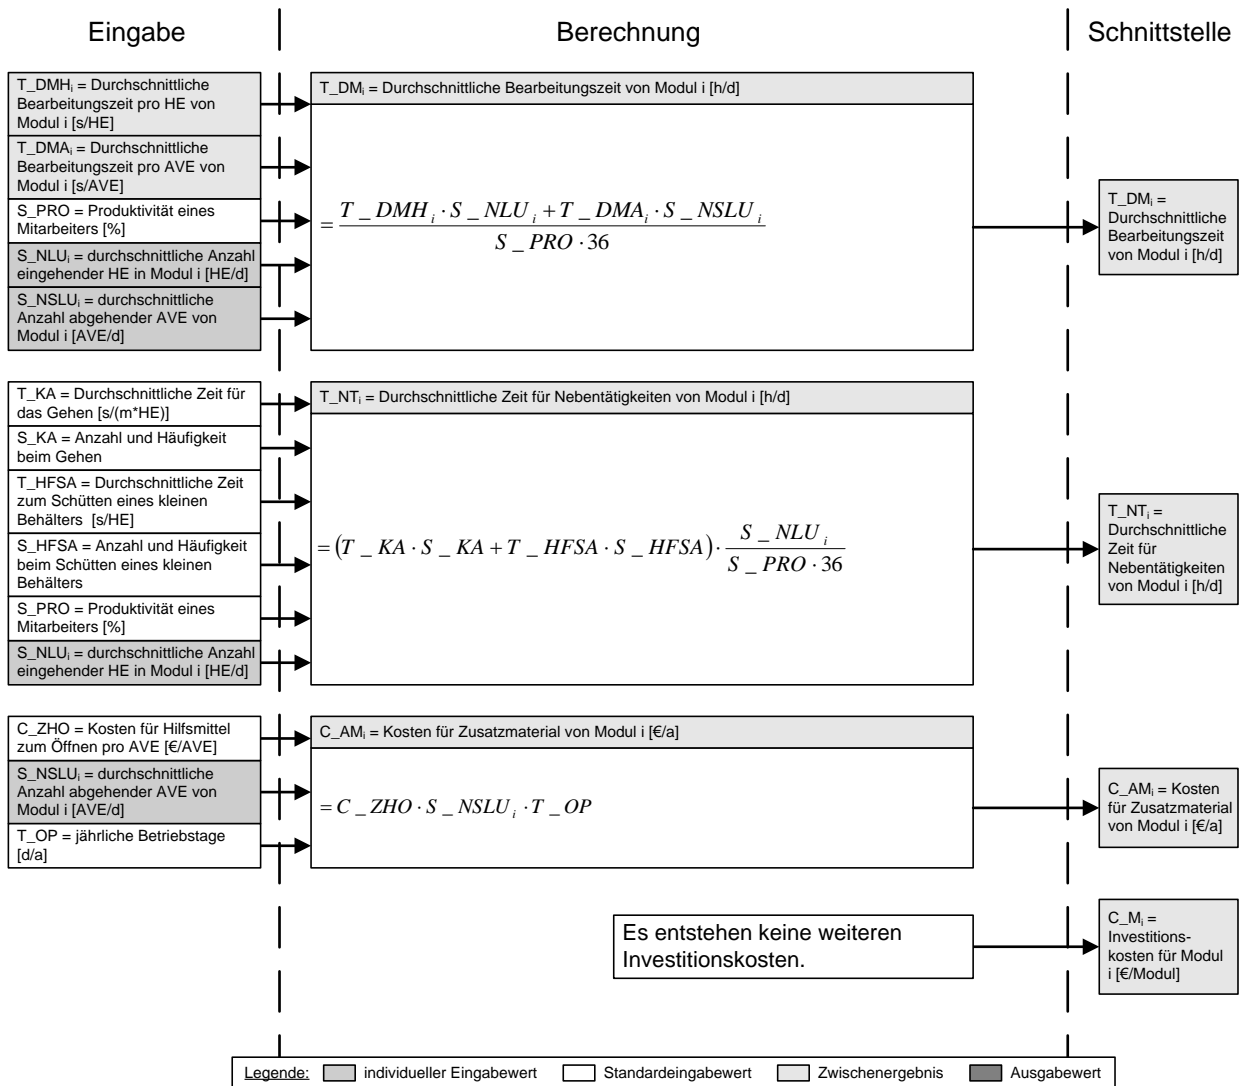 Eingabe
Berechnung
Schnittstelle
T_DMHᵢ = Durchschnittliche
Bearbeitungszeit pro HE von
Modul i [s/HE]
T_DMAᵢ = Durchschnittliche
Bearbeitungszeit pro AVE von
Modul i [s/AVE]
S_PRO = Produktivität eines
Mitarbeiters [%]
S_NLUᵢ = durchschnittliche Anzahl
eingehender HE in Modul i [HE/d]
S_NSLUᵢ = durchschnittliche
Anzahl abgehender AVE von
Modul i [AVE/d]
T_DMᵢ = Durchschnittliche Bearbeitungszeit von Modul i [h/d]
= (T_DMHᵢ · S_NLUᵢ + T_DMAᵢ · S_NSLUᵢ) / (S_PRO · 36)
T_DMᵢ =
Durchschnittliche
Bearbeitungszeit
von Modul i [h/d]
T_KA = Durchschnittliche Zeit für
das Gehen [s/(m*HE)]
S_KA = Anzahl und Häufigkeit
beim Gehen
T_HFSA = Durchschnittliche Zeit
zum Schütten eines kleinen
Behälters [s/HE]
S_HFSA = Anzahl und Häufigkeit
beim Schütten eines kleinen
Behälters
S_PRO = Produktivität eines
Mitarbeiters [%]
S_NLUᵢ = durchschnittliche Anzahl
eingehender HE in Modul i [HE/d]
T_NTᵢ = Durchschnittliche Zeit für Nebentätigkeiten von Modul i [h/d]
= (T_KA · S_KA + T_HFSA · S_HFSA) · S_NLUᵢ / (S_PRO · 36)
T_NTᵢ =
Durchschnittliche
Zeit für
Nebentätigkeiten
von Modul i [h/d]
C_ZHO = Kosten für Hilfsmittel
zum Öffnen pro AVE [€/AVE]
S_NSLUᵢ = durchschnittliche
Anzahl abgehender AVE von
Modul i [AVE/d]
T_OP = jährliche Betriebstage
[d/a]
C_AMᵢ = Kosten für Zusatzmaterial von Modul i [€/a]
= C_ZHO · S_NSLUᵢ · T_OP
C_AMᵢ = Kosten
für Zusatzmaterial
von Modul i [€/a]
Es entstehen keine weiteren
Investitionskosten.
C_Mᵢ =
Investitions-
kosten für Modul
i [€/Modul]
Legende: individueller Eingabewert Standardeingabewert Zwischenergebnis Ausgabewert